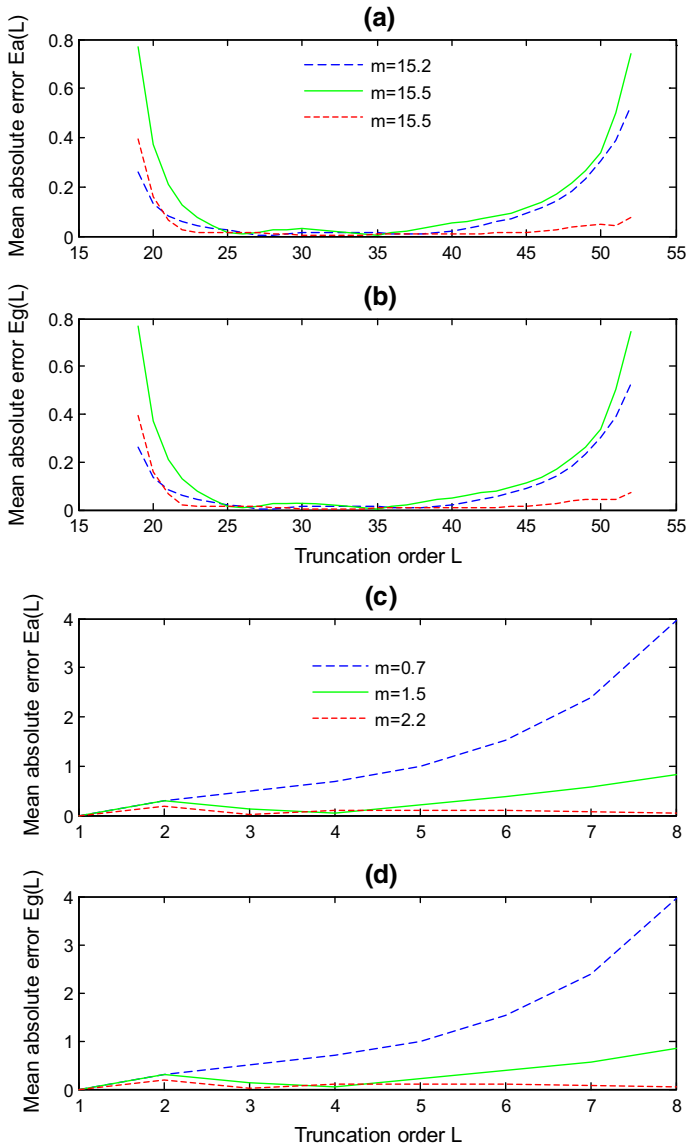 (a)
Mean absolute error Ea(L)
0.8
0.6
0.4
0.2
0
m=15.2
m=15.5
m=15.5
15 20 25 30 35 40 45 50 55
(b)
Mean absolute error Eg(L)
0.8
0.6
0.4
0.2
0
15 20 25 30 35 40 45 50 55
Truncation order L
(c)
Mean absolute error Ea(L)
4
3
2
1
0
m=0.7
m=1.5
m=2.2
1 2 3 4 5 6 7 8
(d)
Mean absolute error Eg(L)
4
3
2
1
0
1 2 3 4 5 6 7 8
Truncation order L